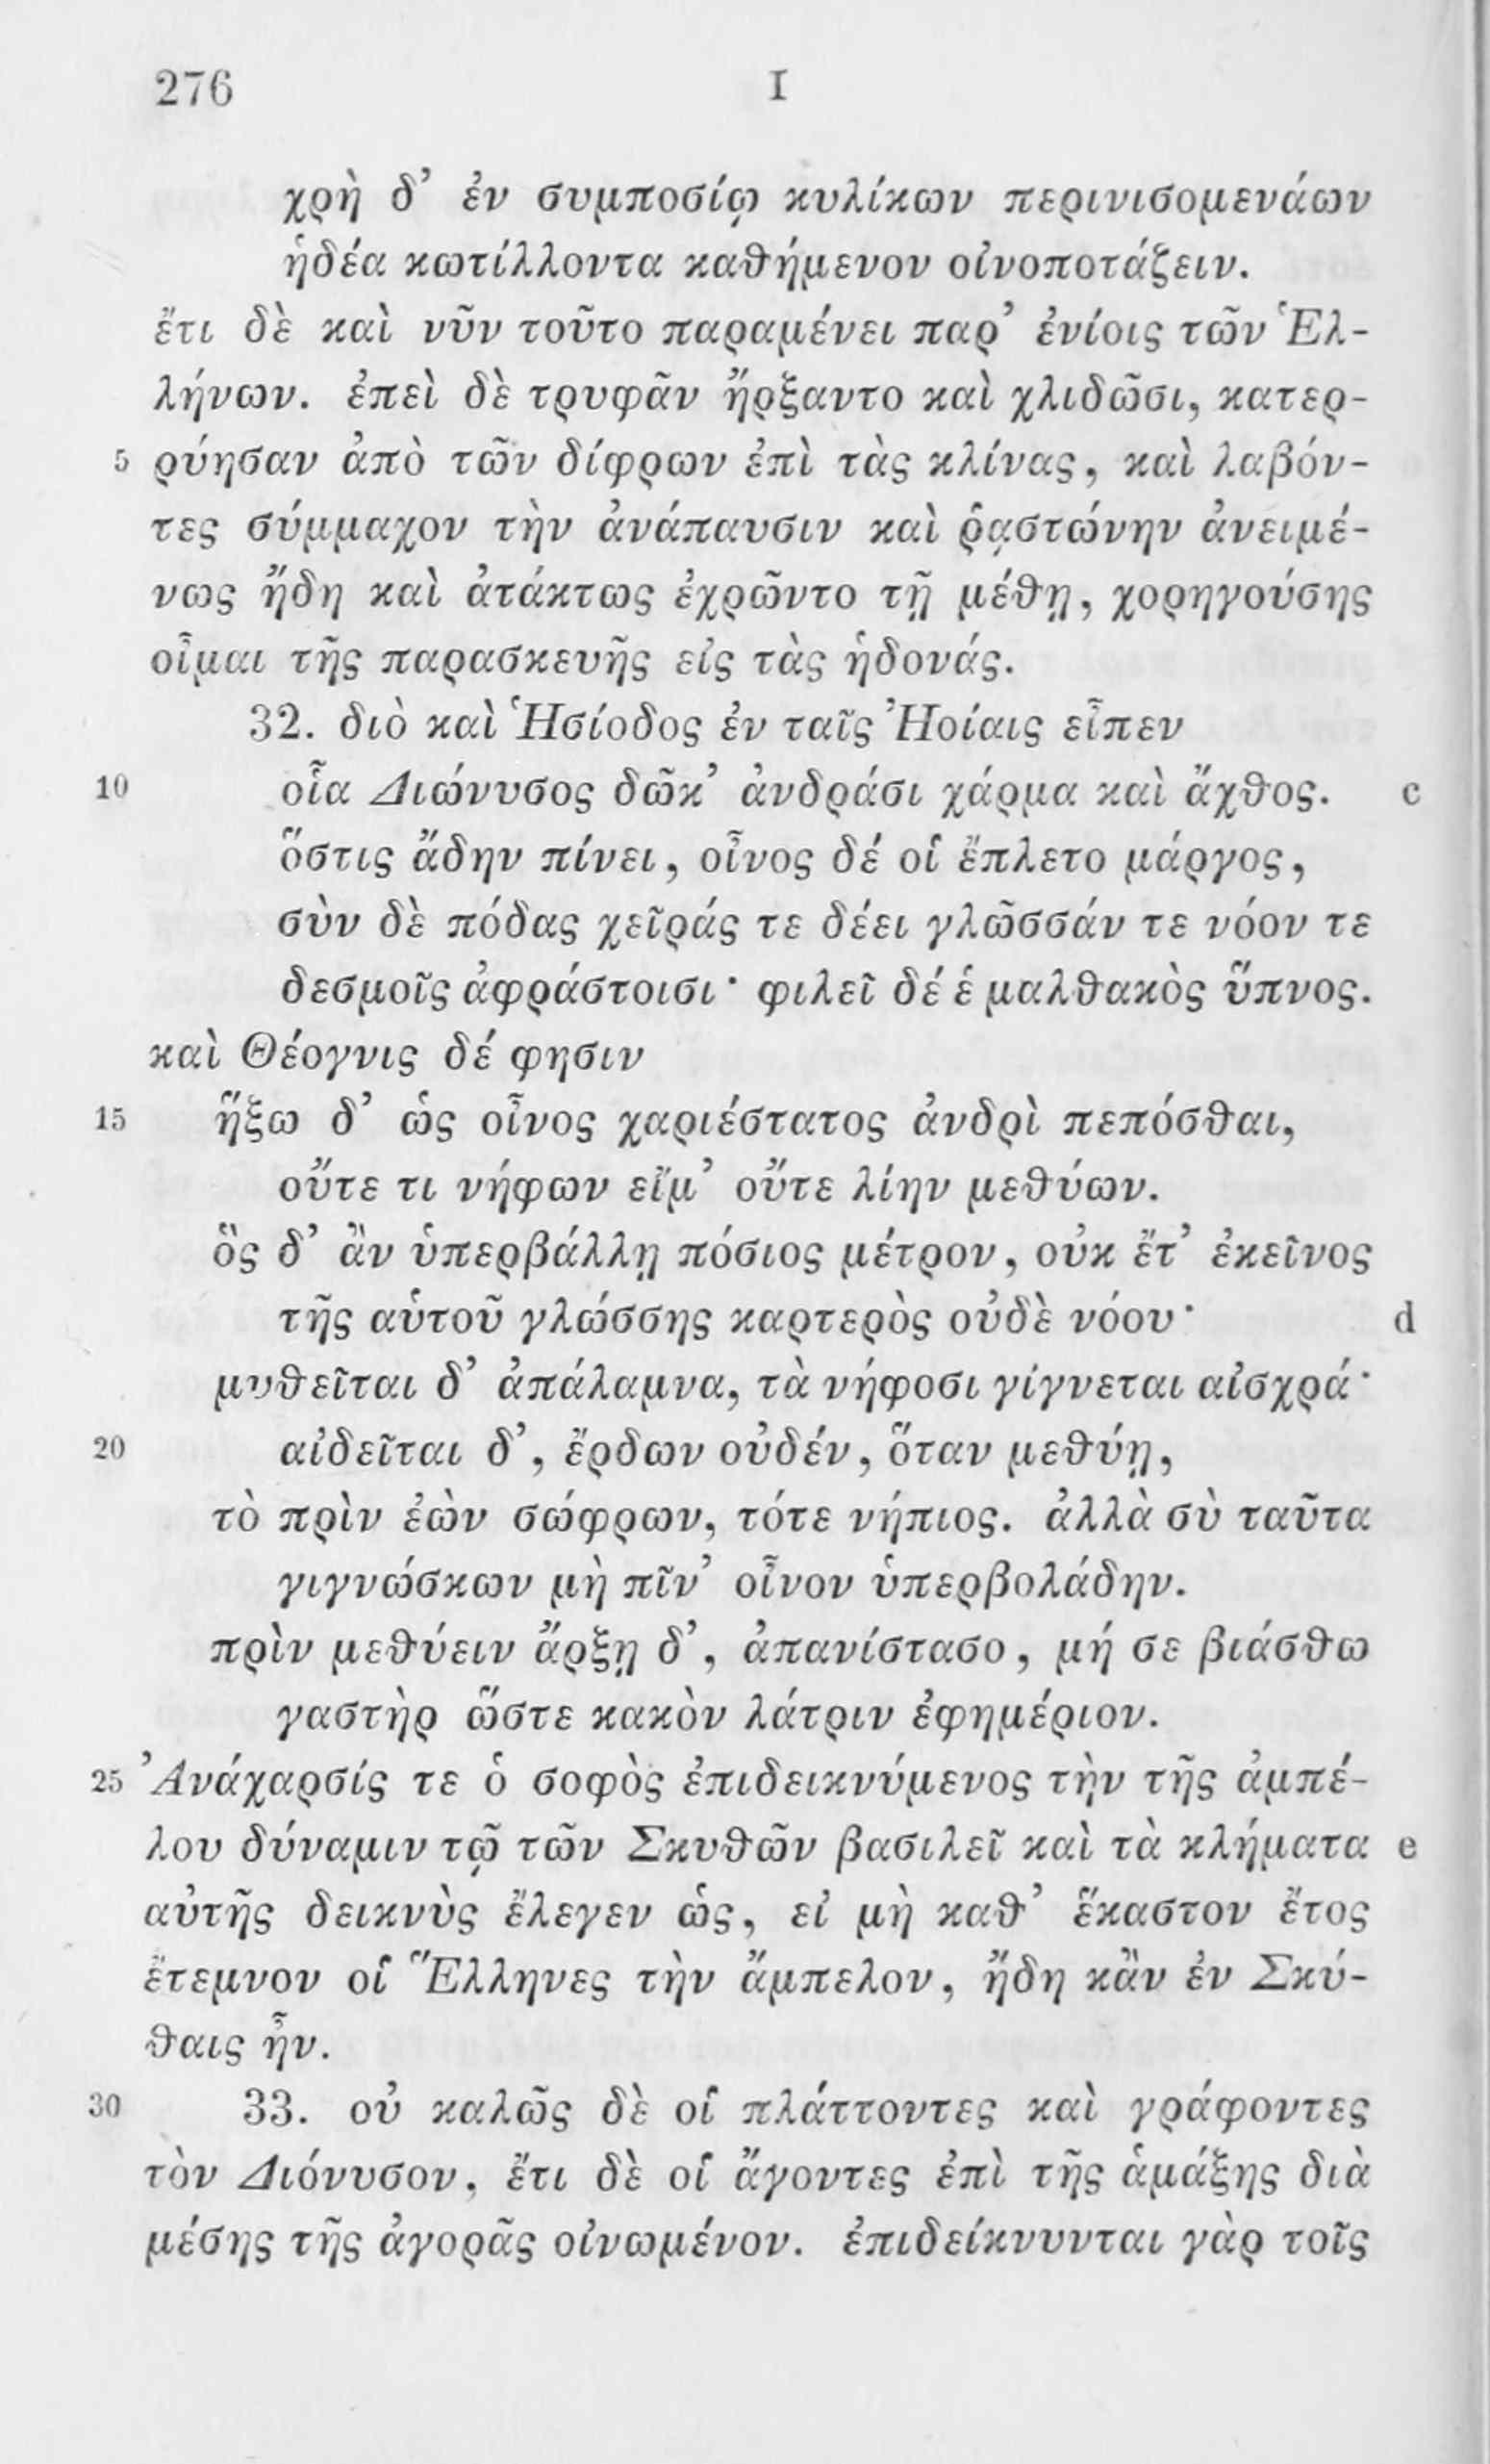 276 I
χρὴ δ’ ἐν συμποσίῳ κυλίκων περινισομενάων
ἡδέα κωτίλλοντα καθήμενον οἰνοποτάζειν.
ἔτι δὲ καὶ νῦν τοῦτο παραμένει παρ’ ἐνίοις τῶν Ἑλ-
λήνων. ἐπεὶ δὲ τρυφᾶν ἤρξαντο καὶ χλιδῶσι, κατερ-
5 ρύησαν ἀπὸ τῶν δίφρων ἐπὶ τὰς κλίνας, καὶ λαβόν-
τες σύμμαχον τὴν ἀνάπαυσιν καὶ ῥᾳστώνην ἀνειμέ-
νως ἤδη καὶ ἀτάκτως ἐχρῶντο τῇ μέθῃ, χορηγούσης
οἶμαι τῆς παρασκευῆς εἰς τὰς ἡδονάς.
32. διὸ καὶ Ἡσίοδος ἐν ταῖς Ἠοίαις εἶπεν
10 οἷα Διώνυσος δῶκ’ ἀνδράσι χάρμα καὶ ἄχθος. c
ὅστις ἄδην πίνει, οἶνος δέ οἱ ἔπλετο μάργος,
σὺν δὲ πόδας χεῖράς τε δέει γλῶσσάν τε νόον τε
δεσμοῖς ἀφράστοισι· φιλεῖ δέ ἑ μαλθακὸς ὕπνος.
καὶ Θέογνις δέ φησιν
15 ἥξω δ’ ὡς οἶνος χαριέστατος ἀνδρὶ πεπόσθαι,
οὔτε τι νήφων εἴμ’ οὔτε λίην μεθύων.
ὃς δ’ ἂν ὑπερβάλλῃ πόσιος μέτρον, οὐκ ἔτ’ ἐκεῖνος
τῆς αὑτοῦ γλώσσης καρτερὸς οὐδὲ νόου· d
μυθεῖται δ’ ἀπάλαμνα, τὰ νήφοσι γίγνεται αἰσχρά·
20 αἰδεῖται δ’, ἔρδων οὐδέν, ὅταν μεθύῃ,
τὸ πρὶν ἐὼν σώφρων, τότε νήπιος. ἀλλὰ σὺ ταῦτα
γιγνώσκων μὴ πῖν’ οἶνον ὑπερβολάδην.
πρὶν μεθύειν ἄρξῃ δ’, ἀπανίστασο, μή σε βιάσθω
γαστὴρ ὥστε κακὸν λάτριν ἐφημέριον.
25 Ἀνάχαρσίς τε ὁ σοφὸς ἐπιδεικνύμενος τὴν τῆς ἀμπέ-
λου δύναμιν τῷ τῶν Σκυθῶν βασιλεῖ καὶ τὰ κλήματα e
αὐτῆς δεικνὺς ἔλεγεν ὡς, εἰ μὴ καθ’ ἕκαστον ἔτος
ἔτεμνον οἱ Ἕλληνες τὴν ἄμπελον, ἤδη κἂν ἐν Σκύ-
θαις ἦν.
30 33. οὐ καλῶς δὲ οἱ πλάττοντες καὶ γράφοντες
τὸν Διόνυσον, ἔτι δὲ οἱ ἄγοντες ἐπὶ τῆς ἁμάξης διὰ
μέσης τῆς ἀγορᾶς οἰνωμένον. ἐπιδείκνυνται γὰρ τοῖς